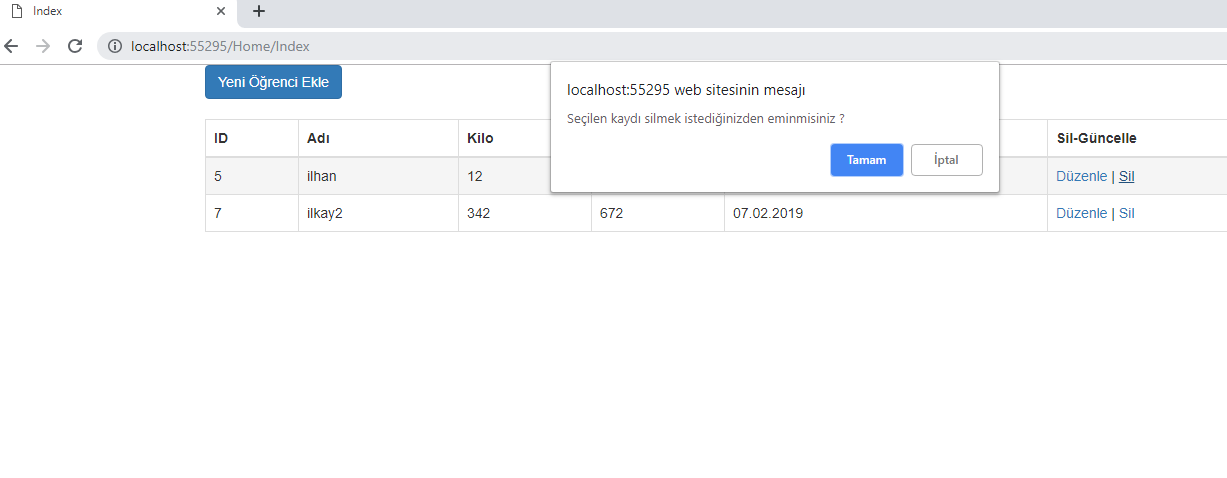 Index
localhost:55295/Home/Index
Yeni Öğrenci Ekle
localhost:55295 web sitesinin mesajı
Seçilen kaydı silmek istediğinizden eminmisiniz ?
Tamam İptal
ID Adı Kilo Sil-Güncelle
5 ilhan 12 Düzenle | Sil
7 ilkay2 342 672 07.02.2019 Düzenle | Sil